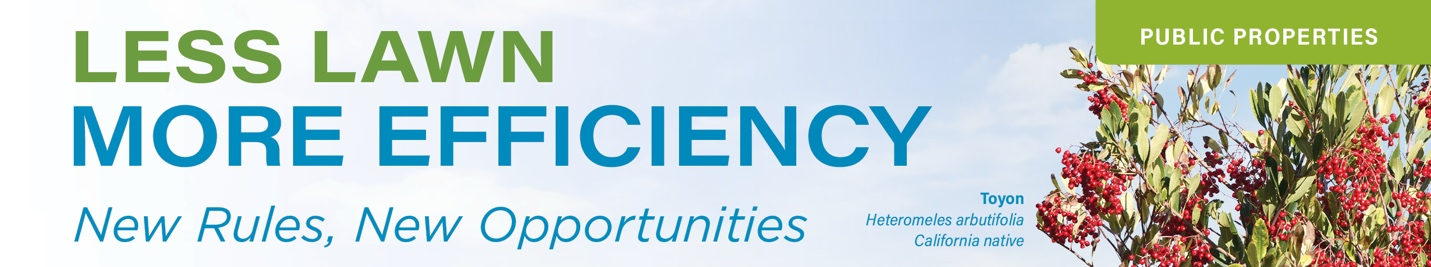 LESS LAWN
MORE EFFICIENCY
New Rules, New Opportunities
PUBLIC PROPERTIES
Toyon
Heteromeles arbutifolia
California native